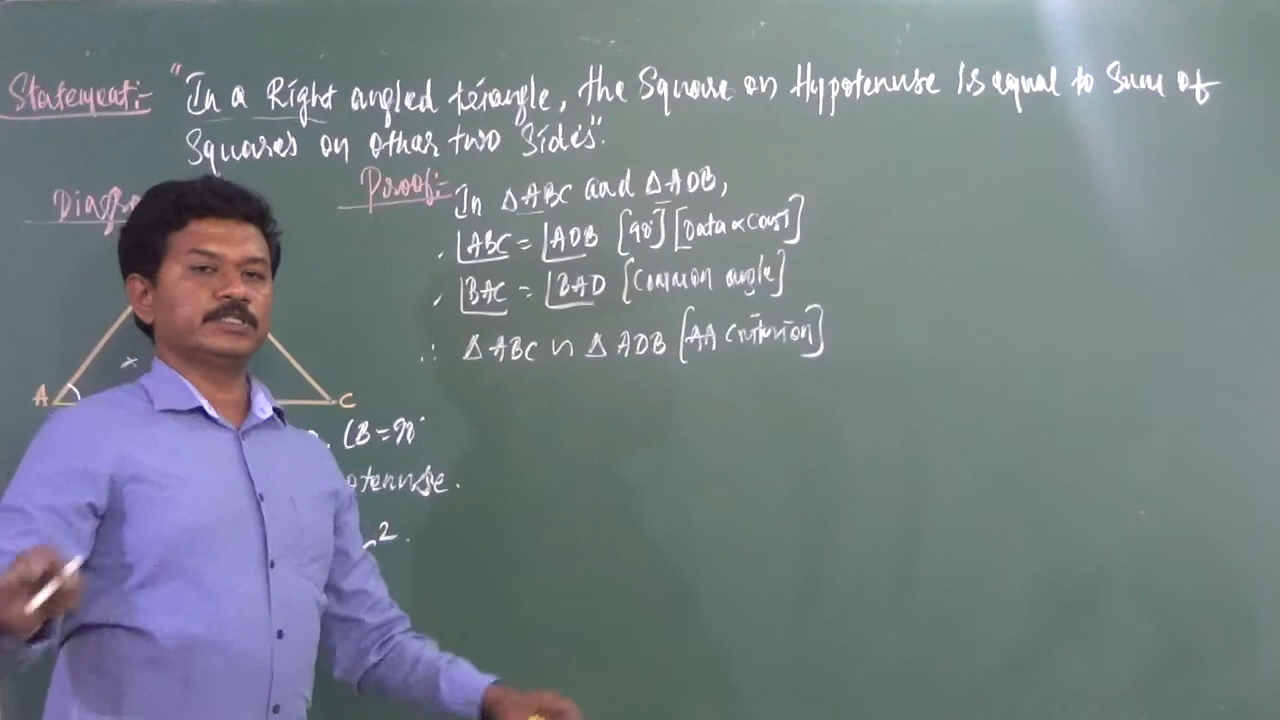 Statement:- "In a Right angled triangle, the Square on Hypotenuse is equal to Sum of
Squares on other two Sides".
Diag
Proof:- In ΔABC and ΔADB,
∠ABC = ∠ADB [90°] [Data & Const]
∠BAC = ∠BAD [Common angle]
∴ ΔABC ~ ΔADB [AA Criterion]
×
A C
∠B = 90°
otenuse.
2.